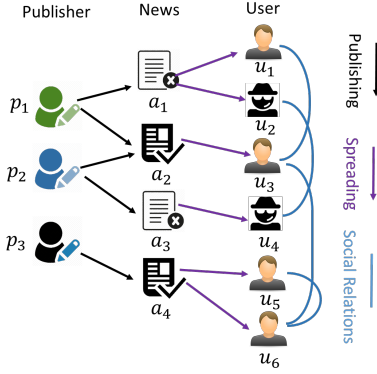 Publisher
News
User
p1
p2
p3
a1
a2
a3
a4
u1
u2
u3
u4
u5
u6
Publishing
Spreading
Social Relations